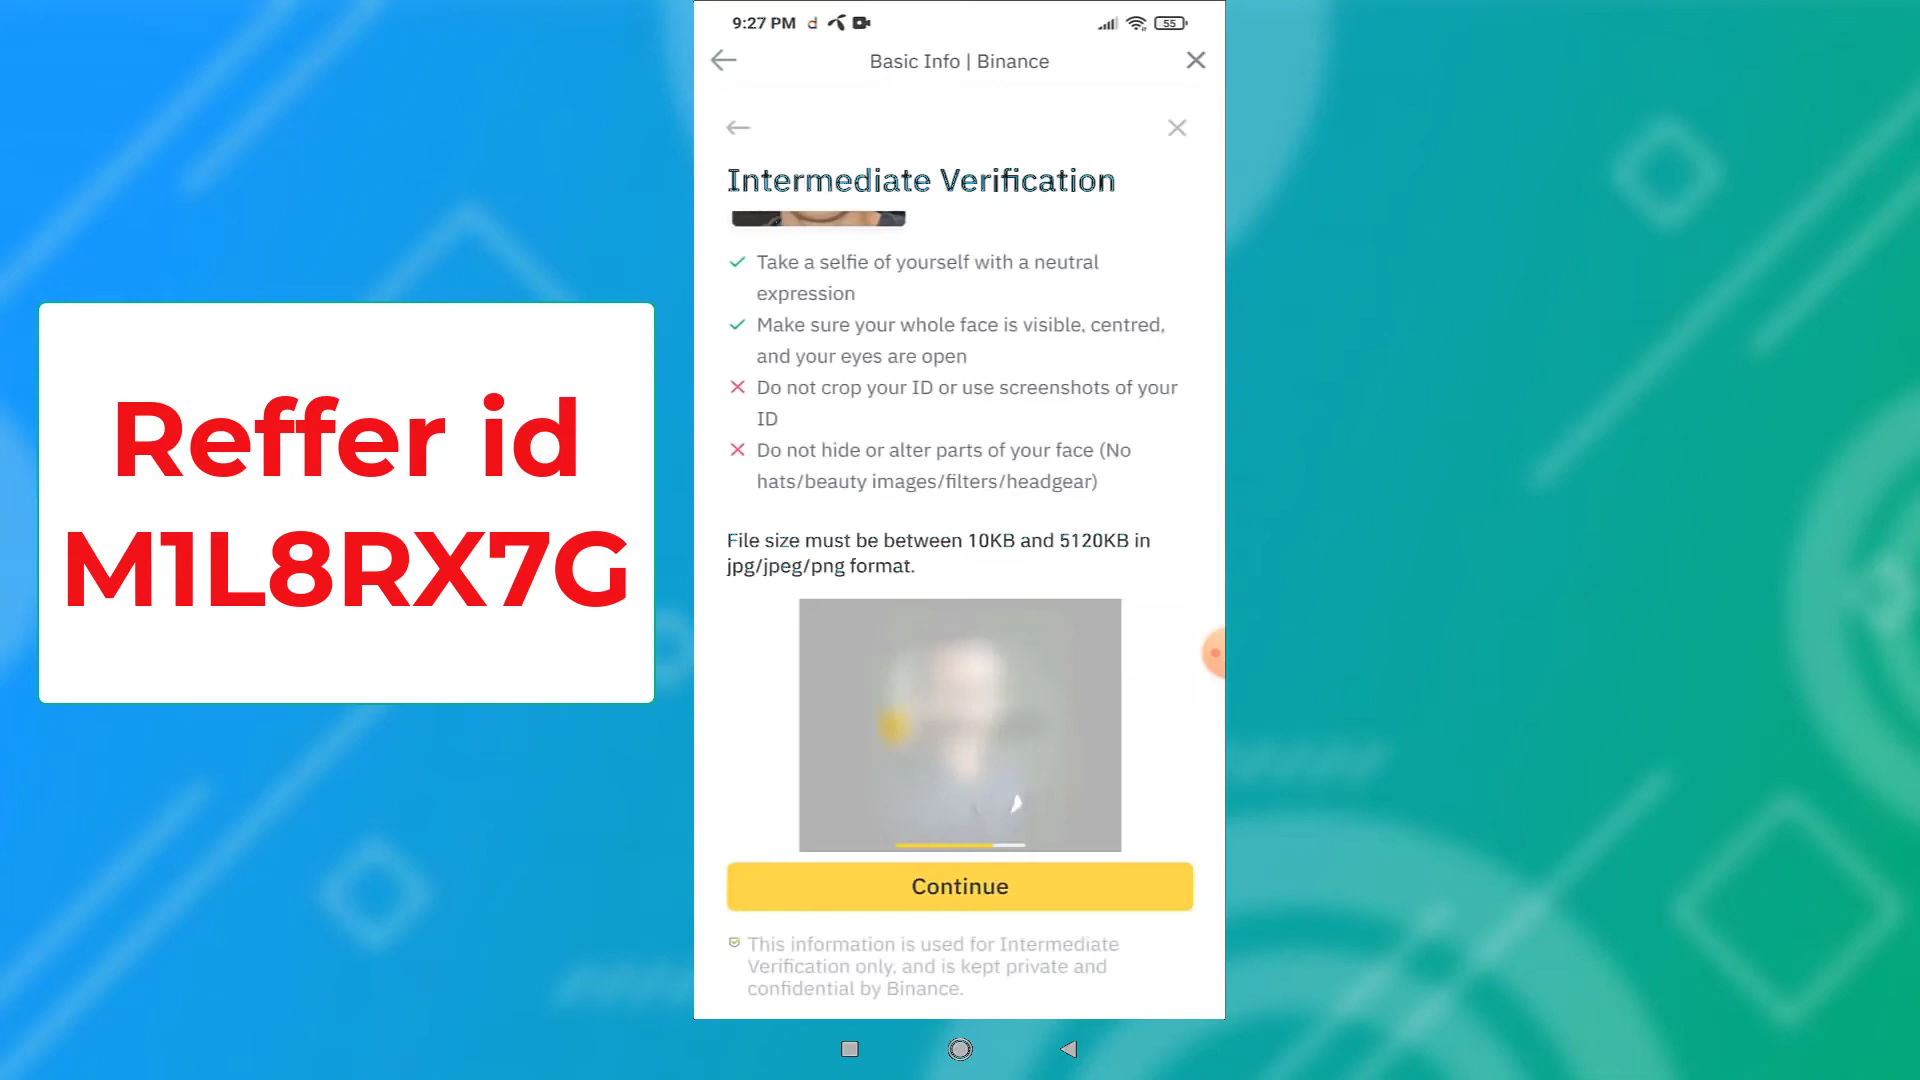 9:27 PM
55
Basic Info | Binance
Intermediate Verification
Take a selfie of yourself with a neutral
expression
Make sure your whole face is visible, centred,
and your eyes are open
Do not crop your ID or use screenshots of your
ID
Do not hide or alter parts of your face (No
hats/beauty images/filters/headgear)
File size must be between 10KB and 5120KB in
jpg/jpeg/png format.
Continue
This information is used for Intermediate
Verification only, and is kept private and
confidential by Binance.
Reffer id
M1L8RX7G